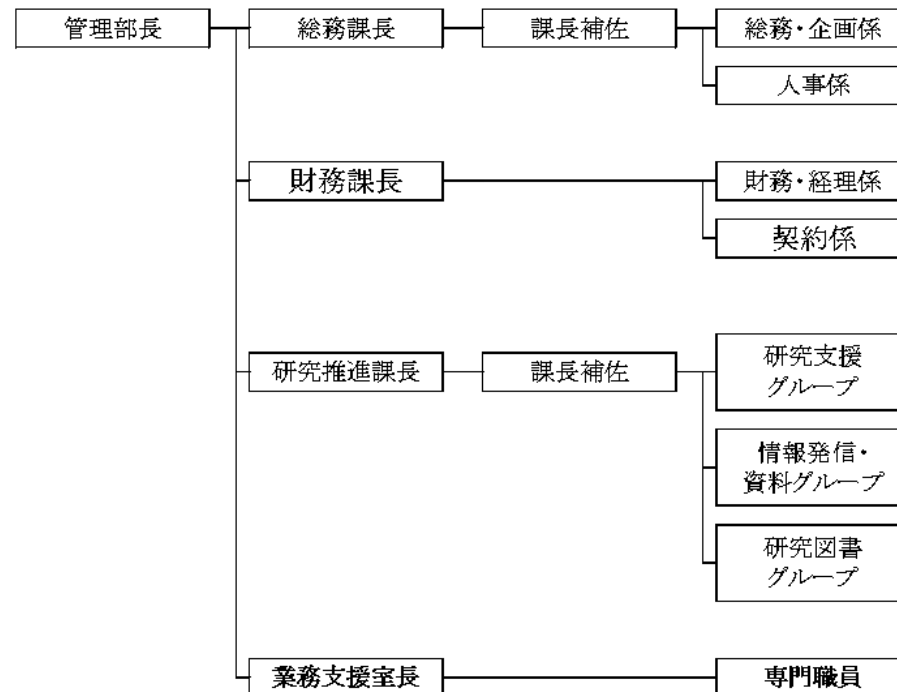 管理部長
総務課長
課長補佐
総務・企画係
人事係
財務課長
財務・経理係
契約係
研究推進課長
課長補佐
研究支援
グループ
情報発信・
資料グループ
研究図書
グループ
業務支援室長
専門職員